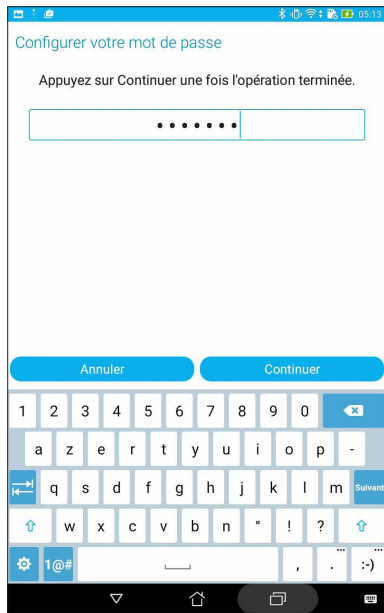 05:13
Configurer votre mot de passe
Appuyez sur Continuer une fois l'opération terminée.
•••••••
Annuler Continuer
1 2 3 4 5 6 7 8 9 0
a z e r t y u i o p -
q s d f g h j k l m Suivant
w x c v b n " ! ?
1@# , . :-)